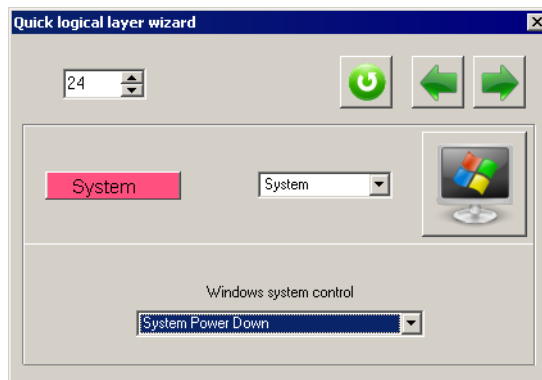 Quick logical layer wizard
24
System
System
Windows system control
System Power Down